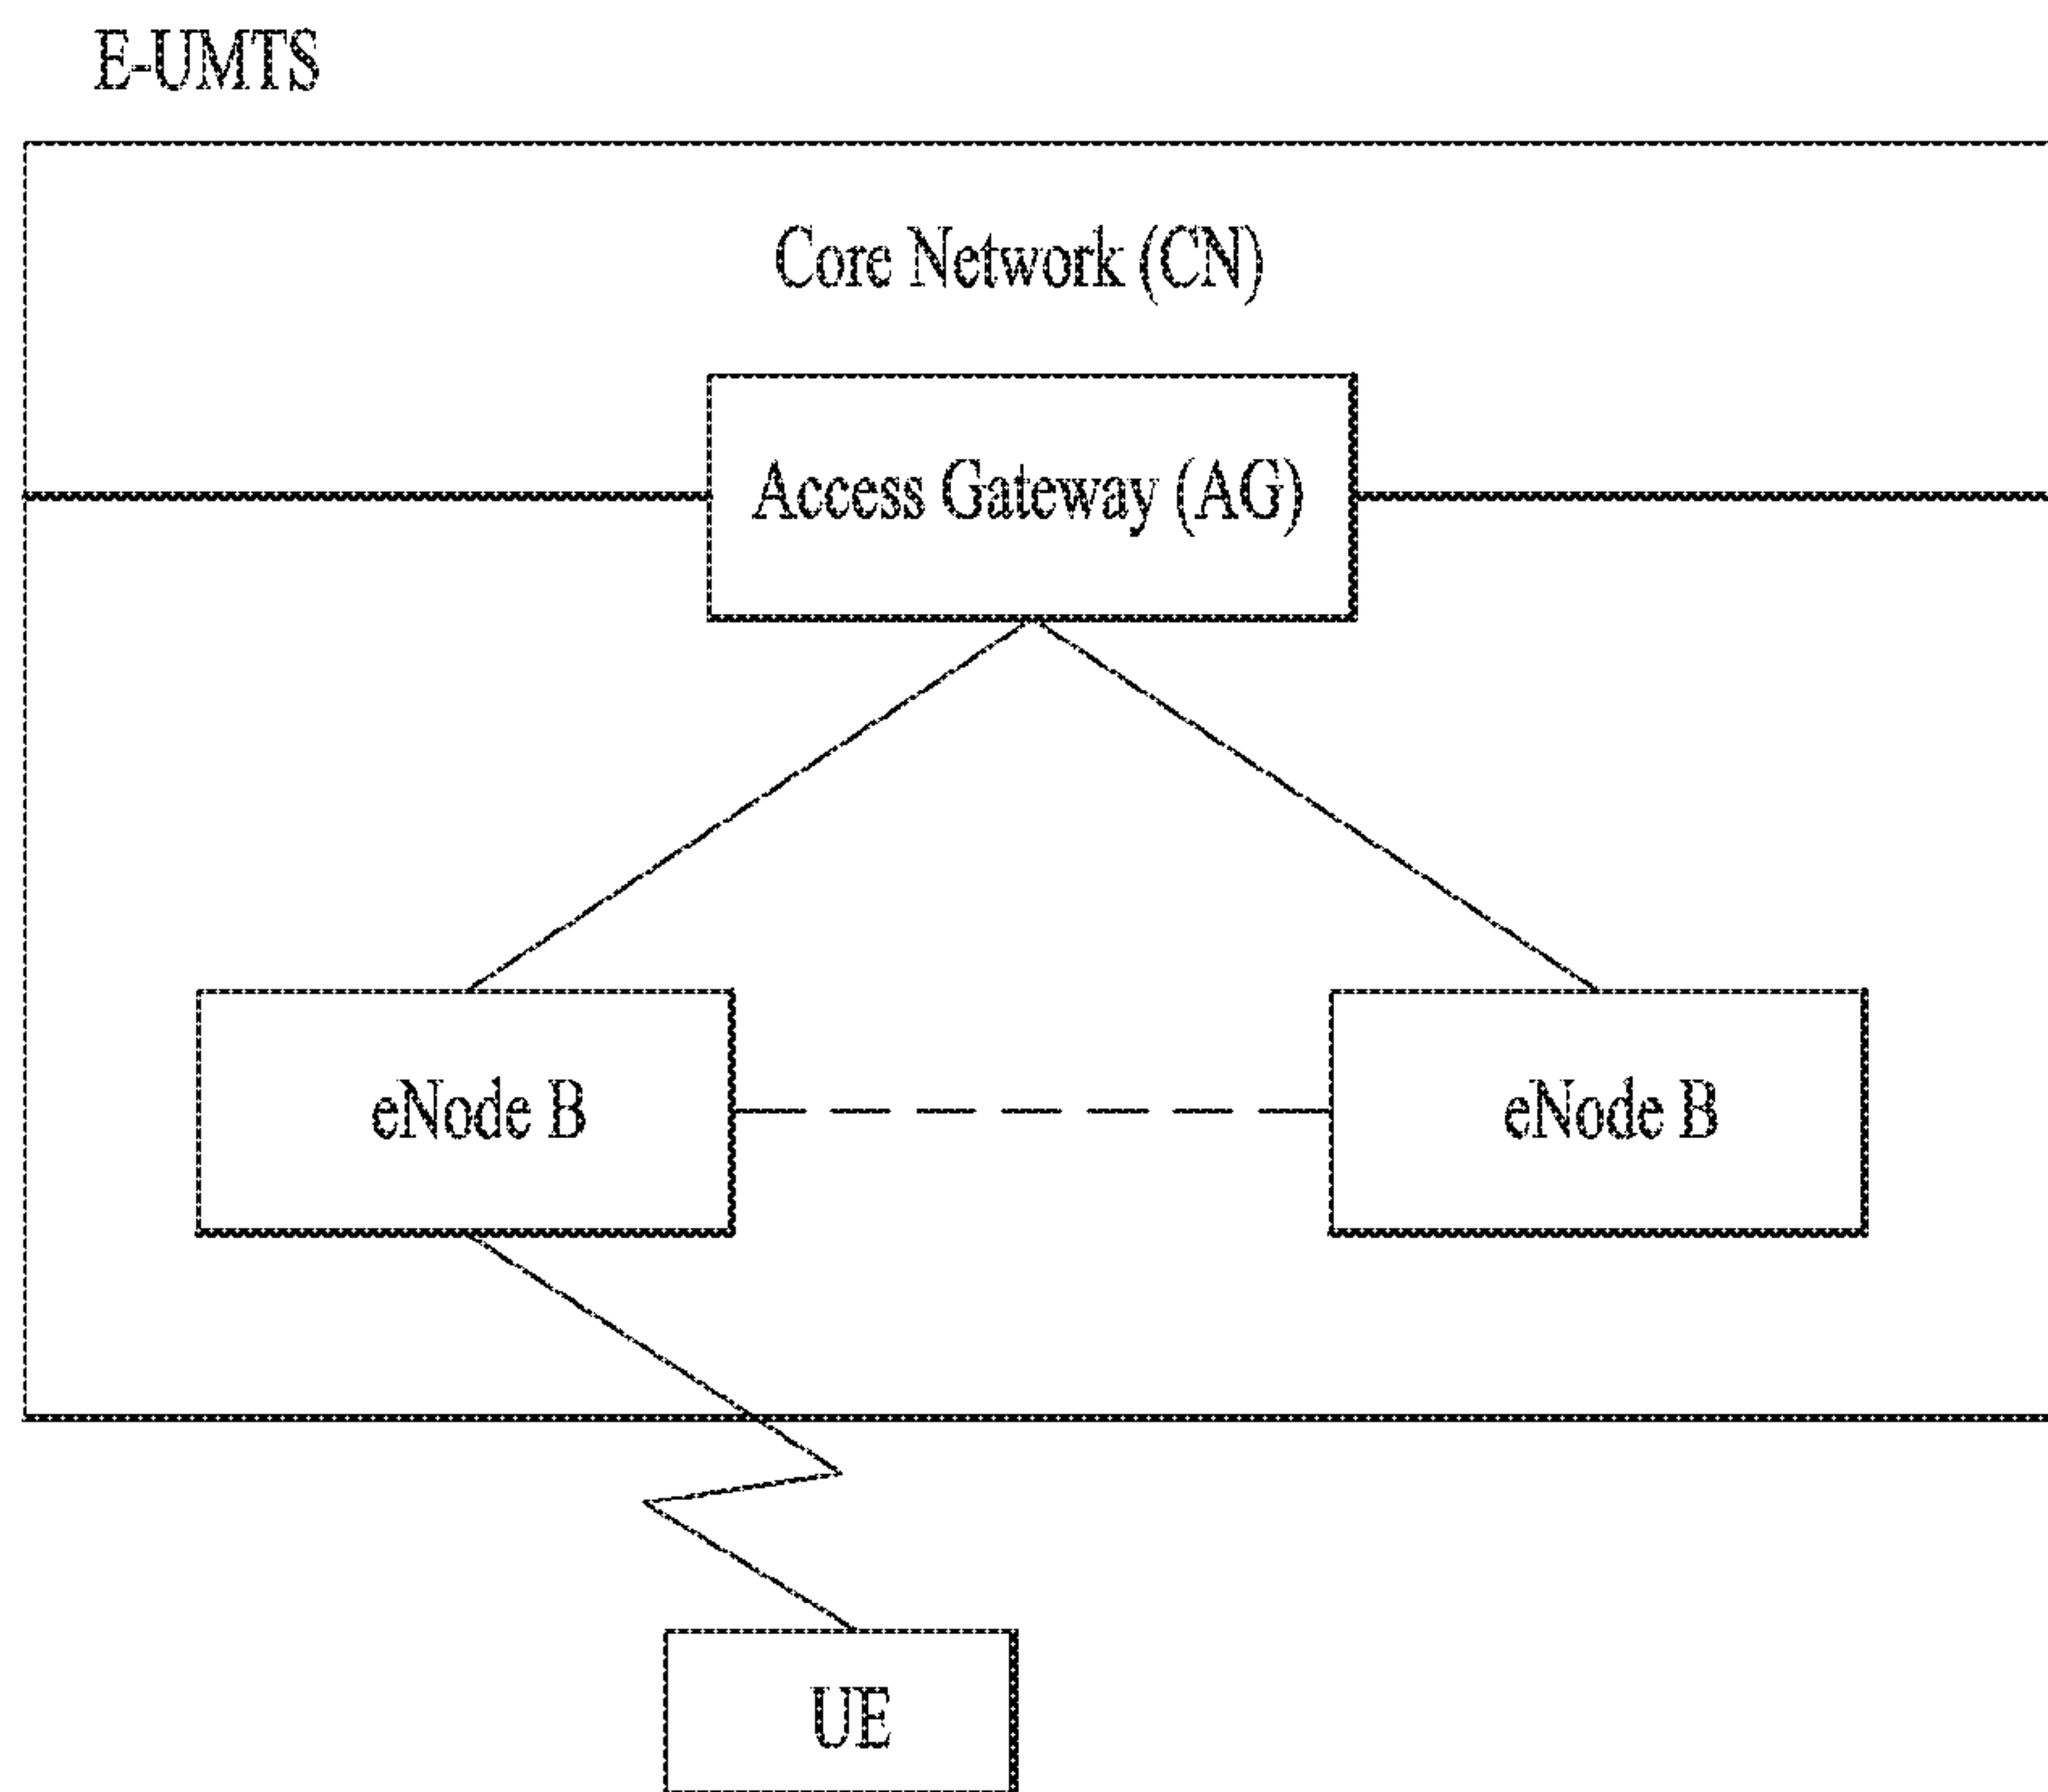 E-UMTS
Core Network (CN)
Access Gateway (AG)
eNode B
eNode B
UE